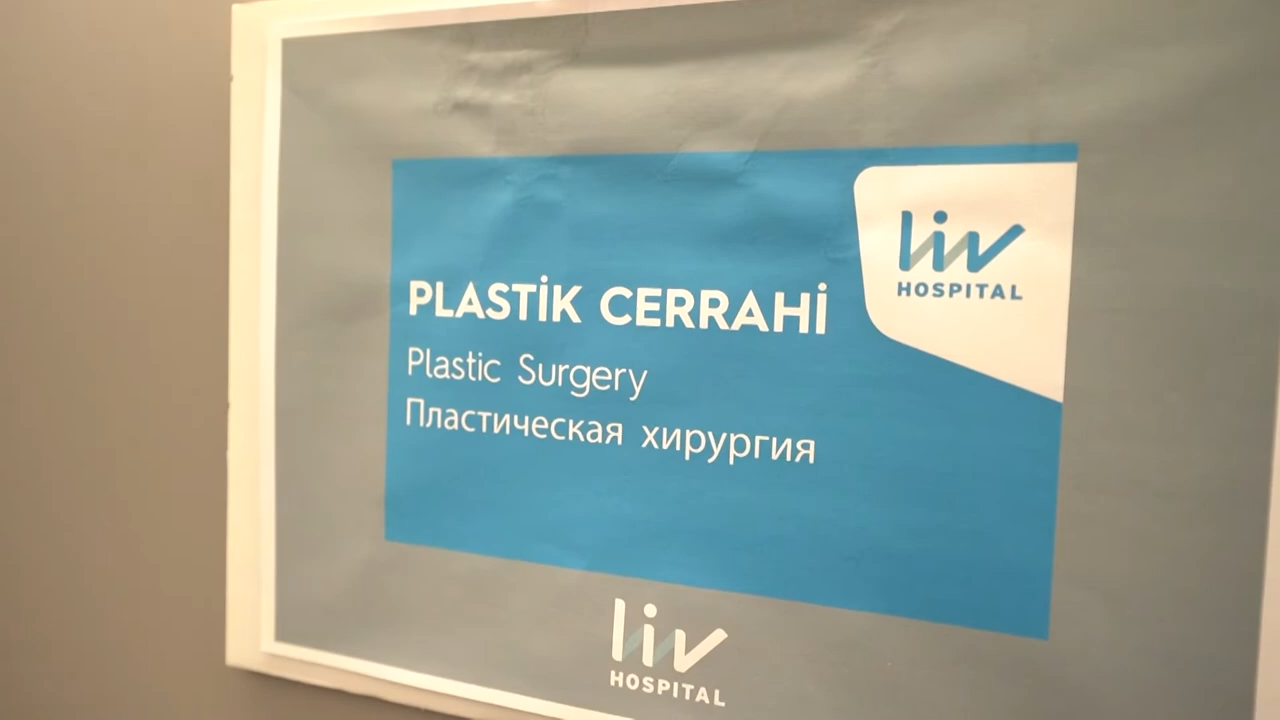 liv
HOSPITAL
PLASTİK CERRAHİ
Plastic Surgery
Пластическая хирургия
liv
HOSPITAL